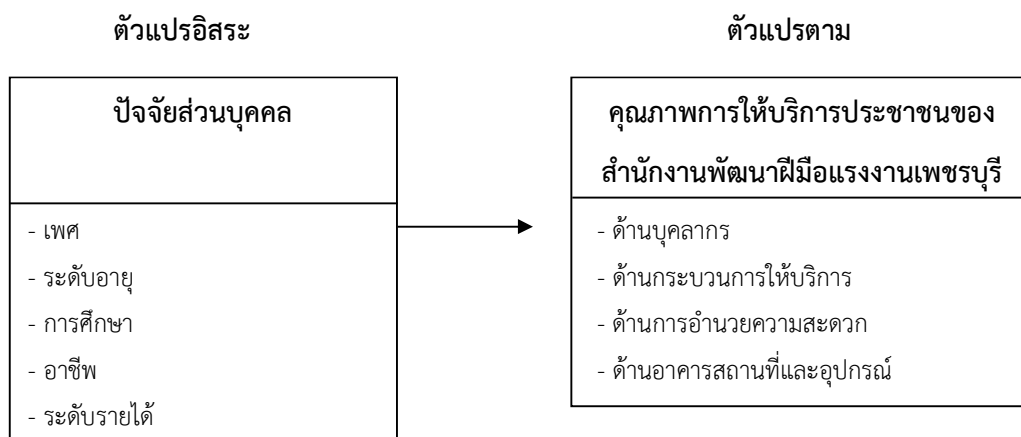 ตัวแปรอิสระ
ตัวแปรตาม
ปัจจัยส่วนบุคคล
- เพศ
- ระดับอายุ
- การศึกษา
- อาชีพ
- ระดับรายได้
คุณภาพการให้บริการประชาชนของ
สำนักงานพัฒนาฝีมือแรงงานเพชรบุรี
- ด้านบุคลากร
- ด้านกระบวนการให้บริการ
- ด้านการอำนวยความสะดวก
- ด้านอาคารสถานที่และอุปกรณ์